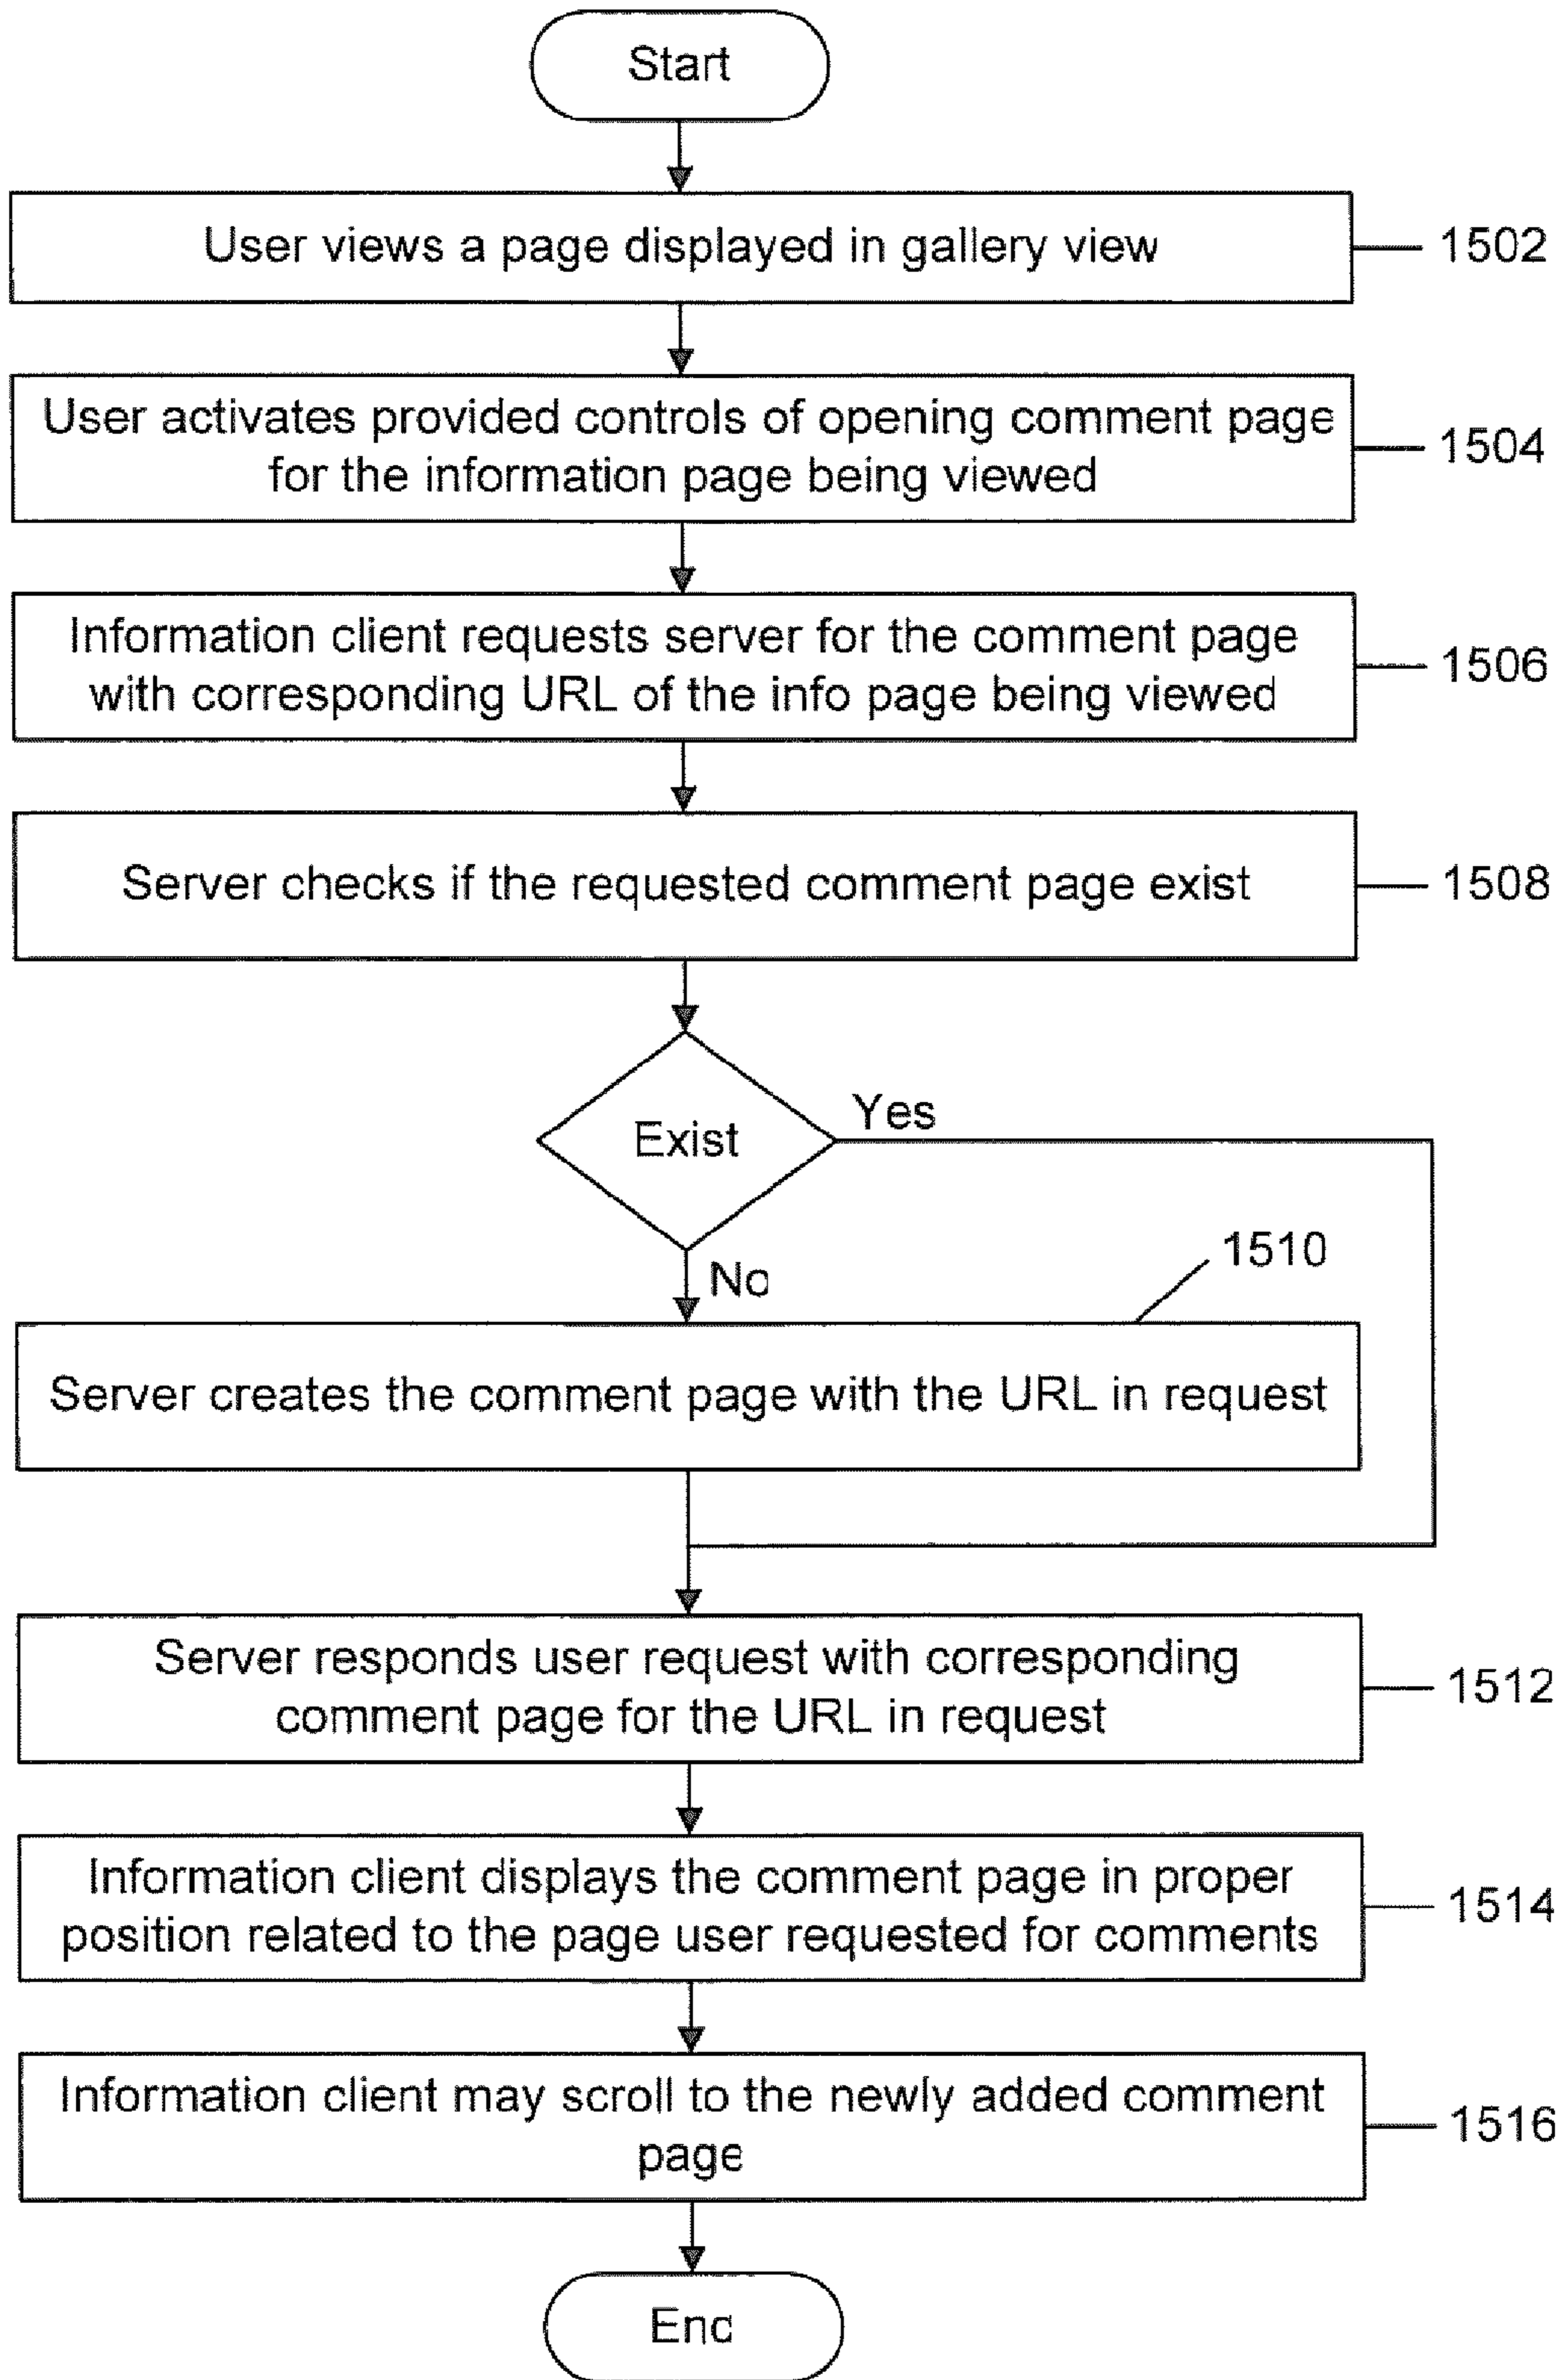 Start
User views a page displayed in gallery view
1502
User activates provided controls of opening comment page
for the information page being viewed
1504
Information client requests server for the comment page
with corresponding URL of the info page being viewed
1506
Server checks if the requested comment page exist
1508
Exist
Yes
No
1510
Server creates the comment page with the URL in request
Server responds user request with corresponding
comment page for the URL in request
1512
Information client displays the comment page in proper
position related to the page user requested for comments
1514
Information client may scroll to the newly added comment
page
1516
End